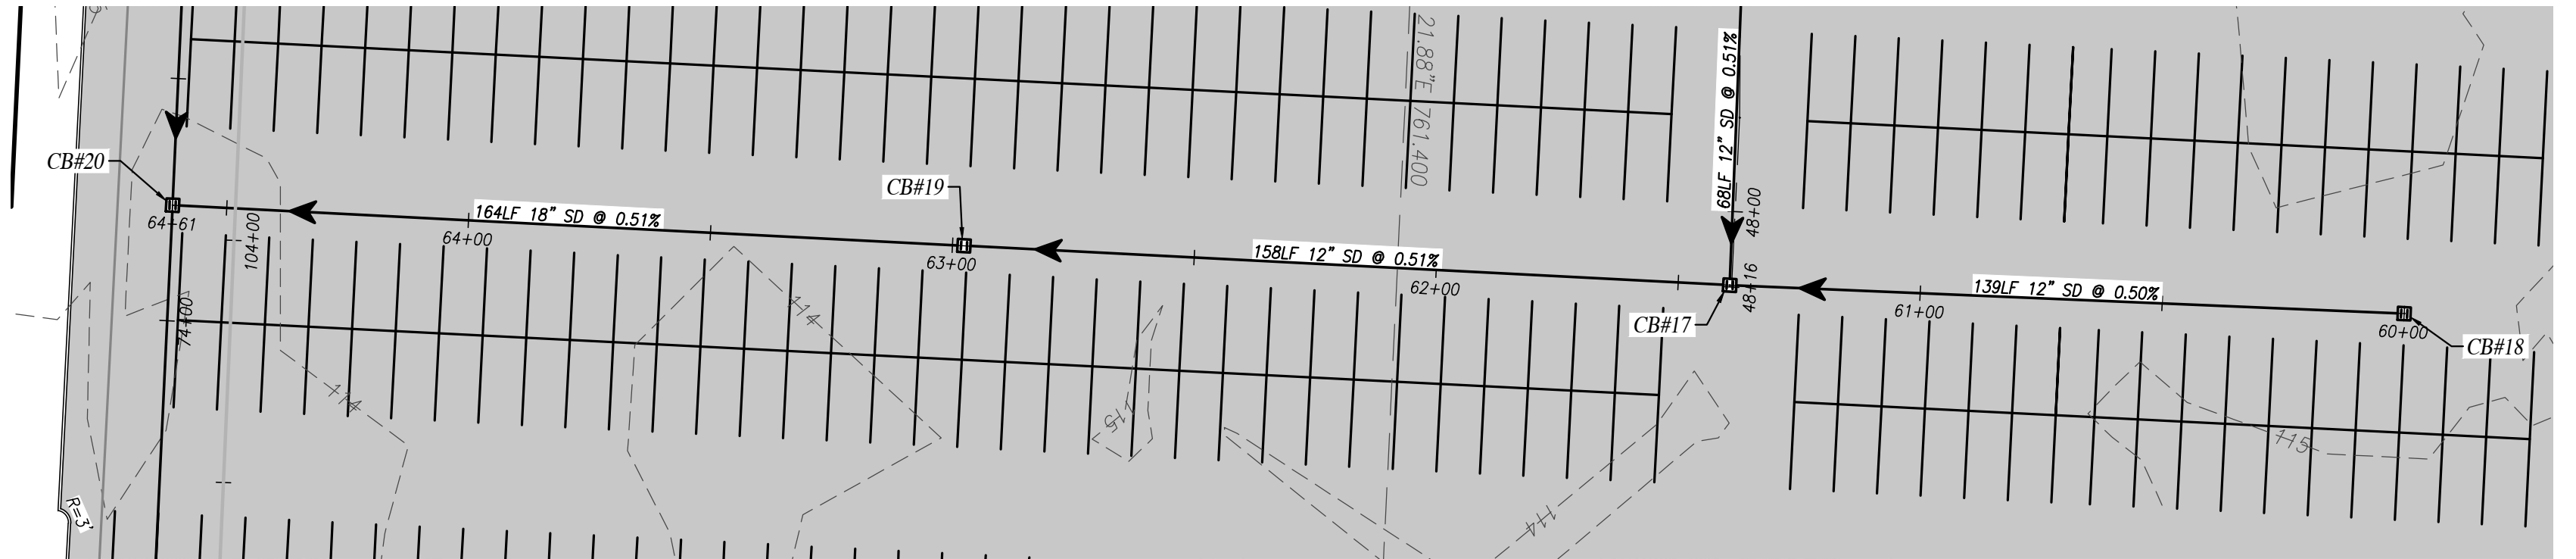 21.88"E 761.400
68LF 12" SD @ 0.51%
CB#20
CB#19
48+00
164LF 18" SD @ 0.51%
64+61
104+00
64+00
158LF 12" SD @ 0.51%
63+00
62+00
48+16
139LF 12" SD @ 0.50%
61+00
74+00
114
CB#17
60+00
CB#18
114
115
115
114
R=3'